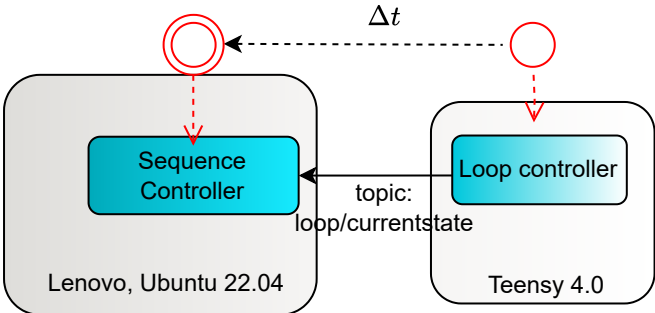 Δt
Sequence
Controller
Loop controller
topic:
loop/currentstate
Lenovo, Ubuntu 22.04
Teensy 4.0